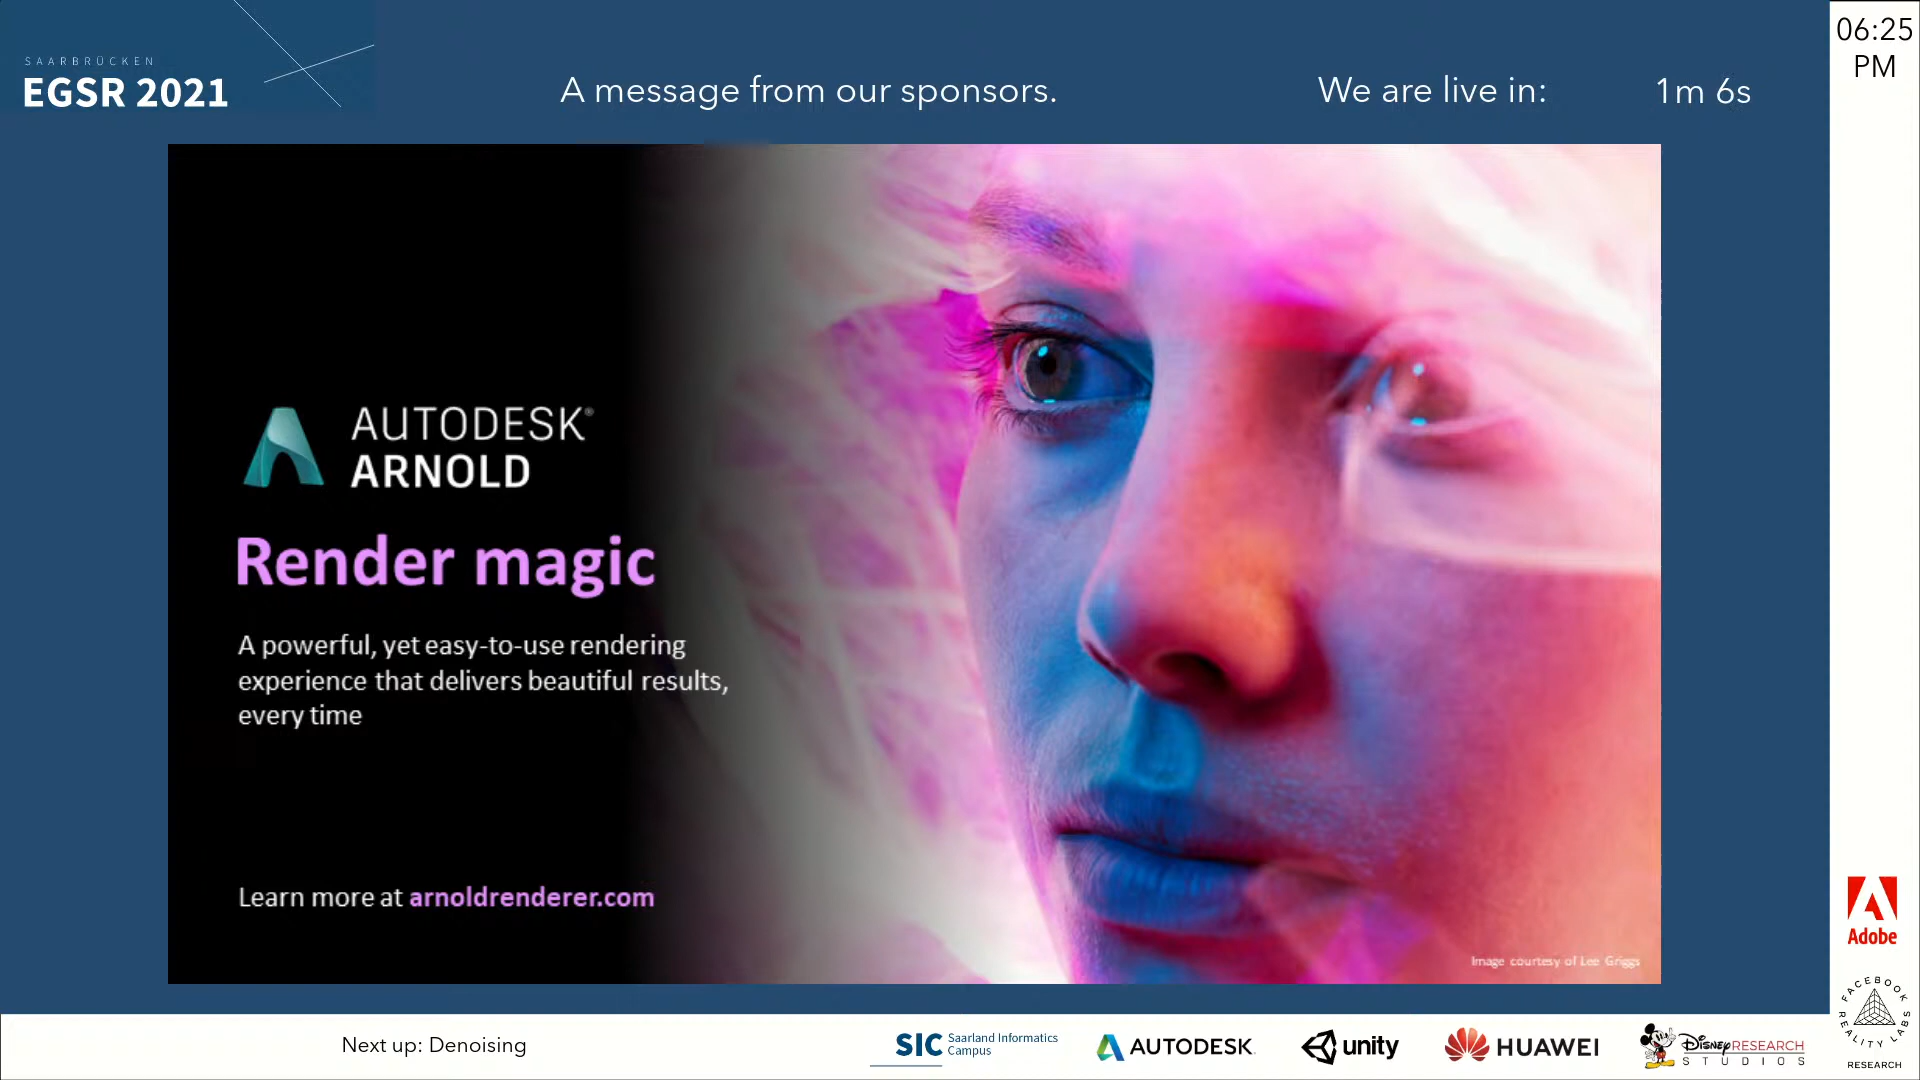 SAARBRÜCKEN
EGSR 2021
A message from our sponsors.
We are live in:
1m 6s
06:25
PM
AUTODESK®
ARNOLD
Render magic
A powerful, yet easy-to-use rendering
experience that delivers beautiful results,
every time
Learn more at arnoldrenderer.com
Image courtesy of Lee Griggs
Adobe
FACEBOOK
REALITY LABS
RESEARCH
Next up: Denoising
SIC Saarland Informatics
Campus
AUTODESK.
unity
HUAWEI
Disney RESEARCH
STUDIOS